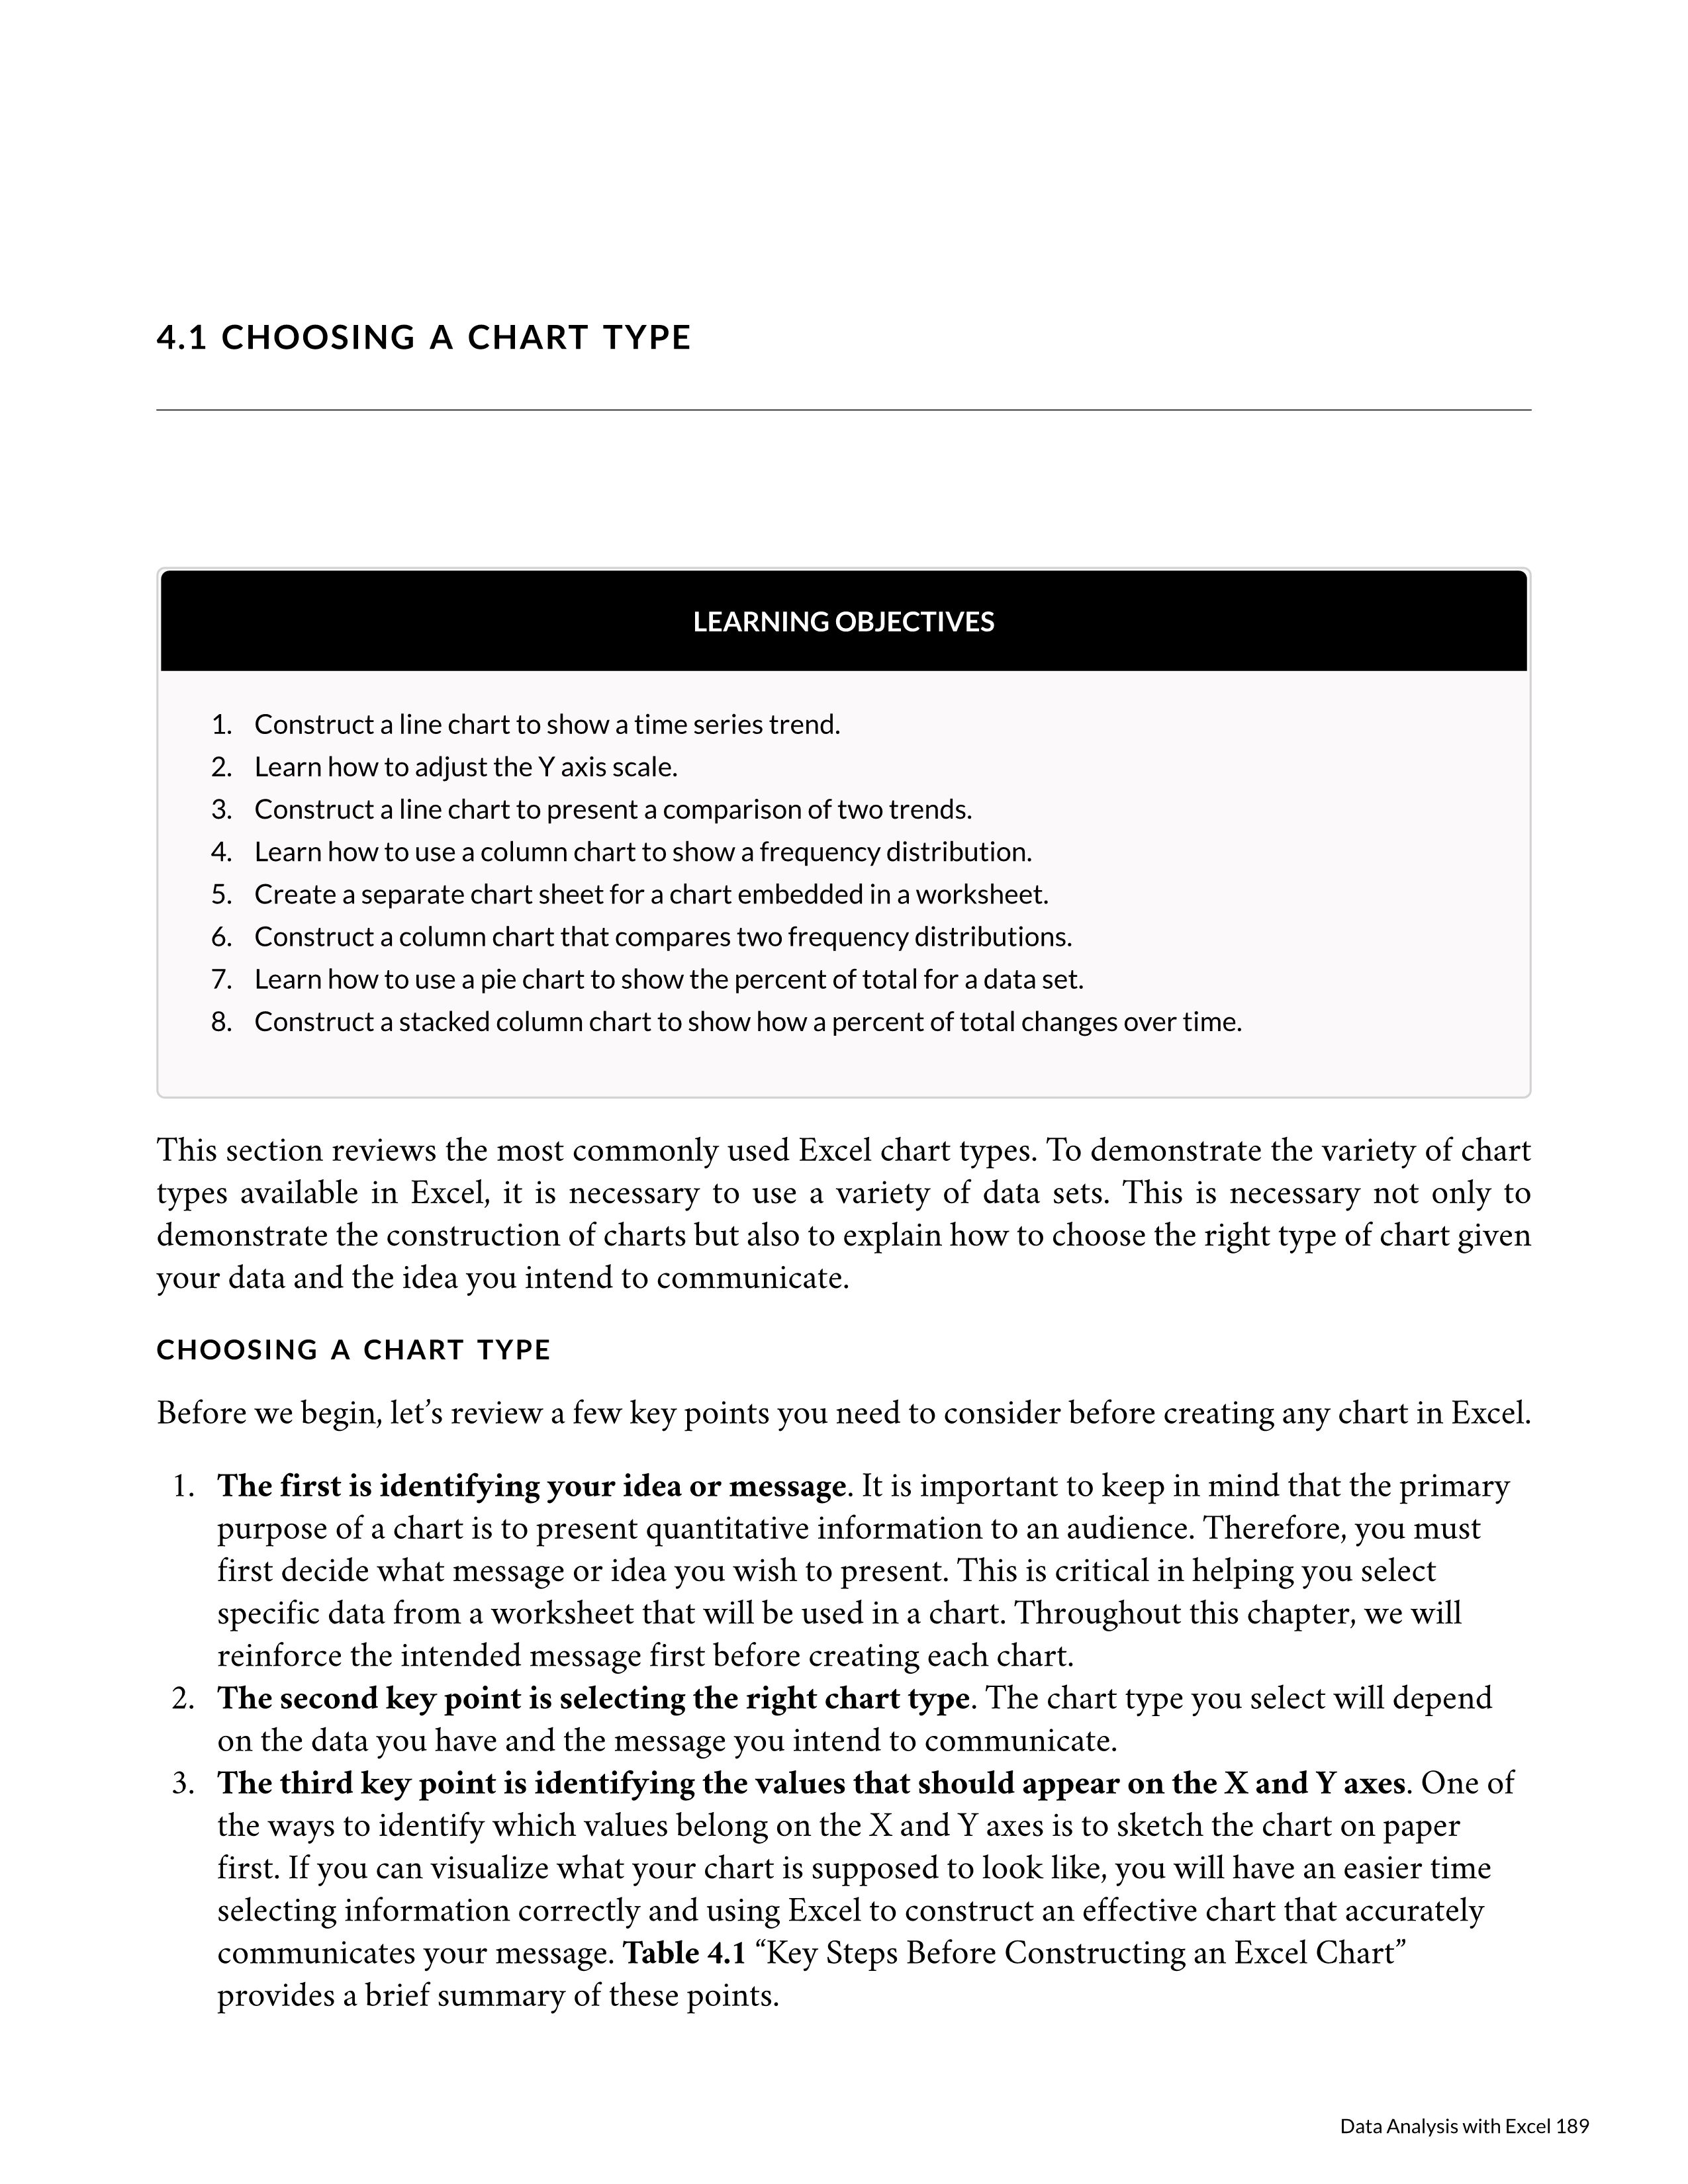 4.1 CHOOSING A CHART TYPE
LEARNING OBJECTIVES
1. Construct a line chart to show a time series trend.
2. Learn how to adjust the Y axis scale.
3. Construct a line chart to present a comparison of two trends.
4. Learn how to use a column chart to show a frequency distribution.
5. Create a separate chart sheet for a chart embedded in a worksheet.
6. Construct a column chart that compares two frequency distributions.
7. Learn how to use a pie chart to show the percent of total for a data set.
8. Construct a stacked column chart to show how a percent of total changes over time.
This section reviews the most commonly used Excel chart types. To demonstrate the variety of chart
types available in Excel, it is necessary to use a variety of data sets. This is necessary not only to
demonstrate the construction of charts but also to explain how to choose the right type of chart given
your data and the idea you intend to communicate.
CHOOSING A CHART TYPE
Before we begin, let’s review a few key points you need to consider before creating any chart in Excel.
1. The first is identifying your idea or message. It is important to keep in mind that the primary
purpose of a chart is to present quantitative information to an audience. Therefore, you must
first decide what message or idea you wish to present. This is critical in helping you select
specific data from a worksheet that will be used in a chart. Throughout this chapter, we will
reinforce the intended message first before creating each chart.
2. The second key point is selecting the right chart type. The chart type you select will depend
on the data you have and the message you intend to communicate.
3. The third key point is identifying the values that should appear on the X and Y axes. One of
the ways to identify which values belong on the X and Y axes is to sketch the chart on paper
first. If you can visualize what your chart is supposed to look like, you will have an easier time
selecting information correctly and using Excel to construct an effective chart that accurately
communicates your message. Table 4.1 “Key Steps Before Constructing an Excel Chart”
provides a brief summary of these points.
Data Analysis with Excel 189